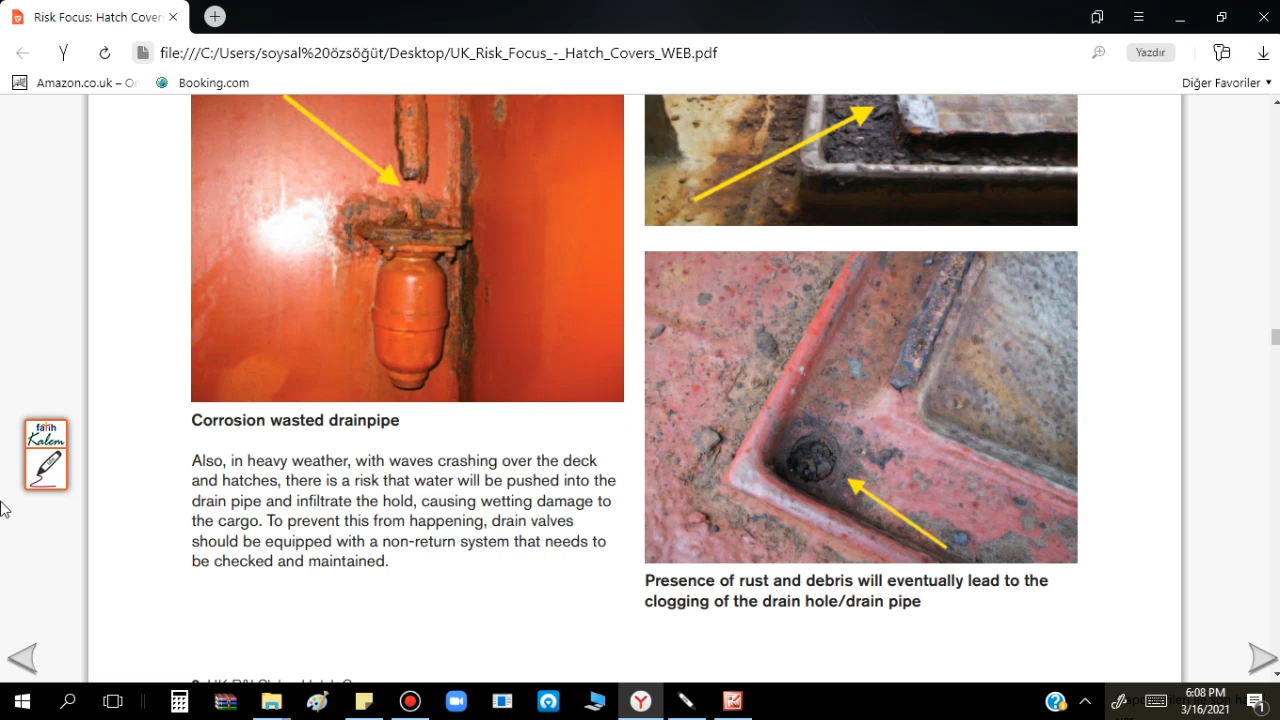 Risk Focus: Hatch Cover
file:///C:/Users/soysal%20özsöğüt/Desktop/UK_Risk_Focus_-_Hatch_Covers_WEB.pdf
Yazdır
Amazon.co.uk – Or
Booking.com
Diğer Favoriler
Corrosion wasted drainpipe
Also, in heavy weather, with waves crashing over the deck
and hatches, there is a risk that water will be pushed into the
drain pipe and infiltrate the hold, causing wetting damage to
the cargo. To prevent this from happening, drain valves
should be equipped with a non-return system that needs to
be checked and maintained.
Presence of rust and debris will eventually lead to the
clogging of the drain hole/drain pipe
fatih
Kalem
6:08 PM
3/16/2021
1